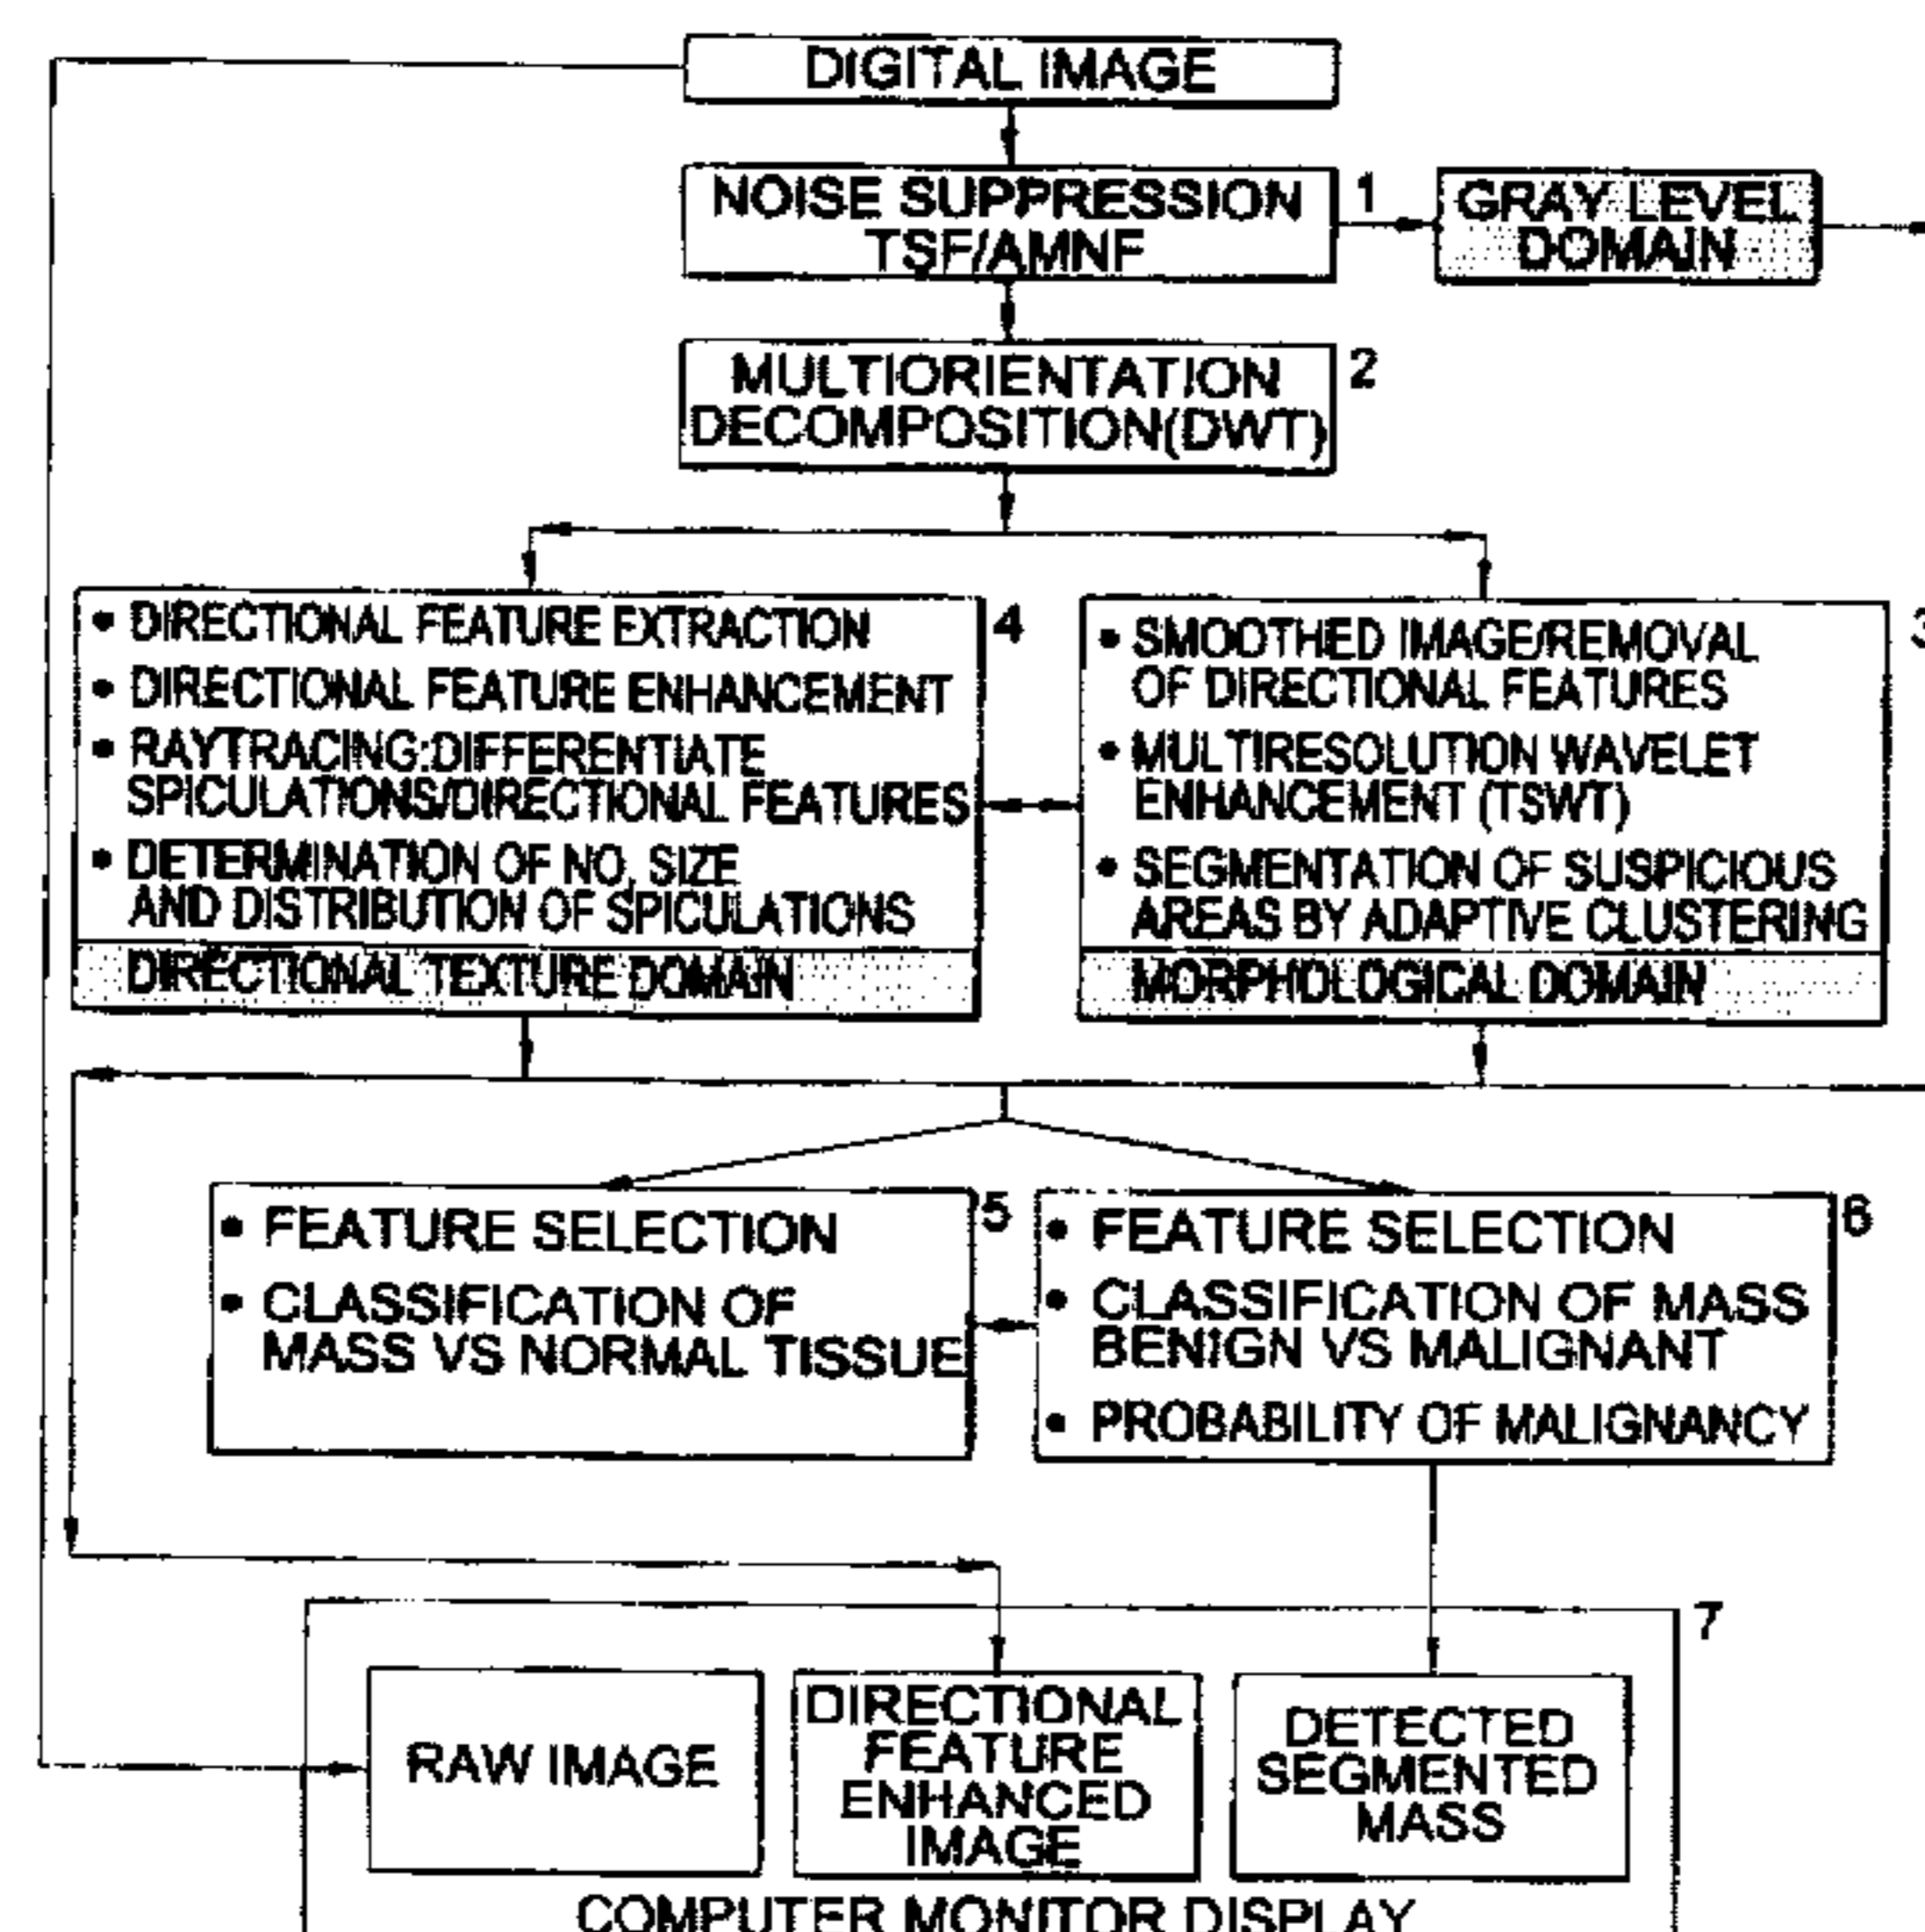 DIGITAL IMAGE
NOISE SUPPRESSION
TSF/AMNF
1
GRAY LEVEL
DOMAIN
MULTIORIENTATION
DECOMPOSITION(DWT)
2
• DIRECTIONAL FEATURE EXTRACTION
• DIRECTIONAL FEATURE ENHANCEMENT
• RAYTRACING:DIFFERENTIATE
SPICULATIONS/DIRECTIONAL FEATURES
• DETERMINATION OF NO, SIZE
AND DISTRIBUTION OF SPICULATIONS
DIRECTIONAL TEXTURE DOMAIN
4
• SMOOTHED IMAGE/REMOVAL
OF DIRECTIONAL FEATURES
• MULTIRESOLUTION WAVELET
ENHANCEMENT (TSWT)
• SEGMENTATION OF SUSPICIOUS
AREAS BY ADAPTIVE CLUSTERING
MORPHOLOGICAL DOMAIN
3
• FEATURE SELECTION
• CLASSIFICATION OF
MASS VS NORMAL TISSUE
5
• FEATURE SELECTION
• CLASSIFICATION OF MASS
BENIGN VS MALIGNANT
• PROBABILITY OF MALIGNANCY
6
7
RAW IMAGE
DIRECTIONAL
FEATURE
ENHANCED
IMAGE
DETECTED
SEGMENTED
MASS
COMPUTER MONITOR DISPLAY